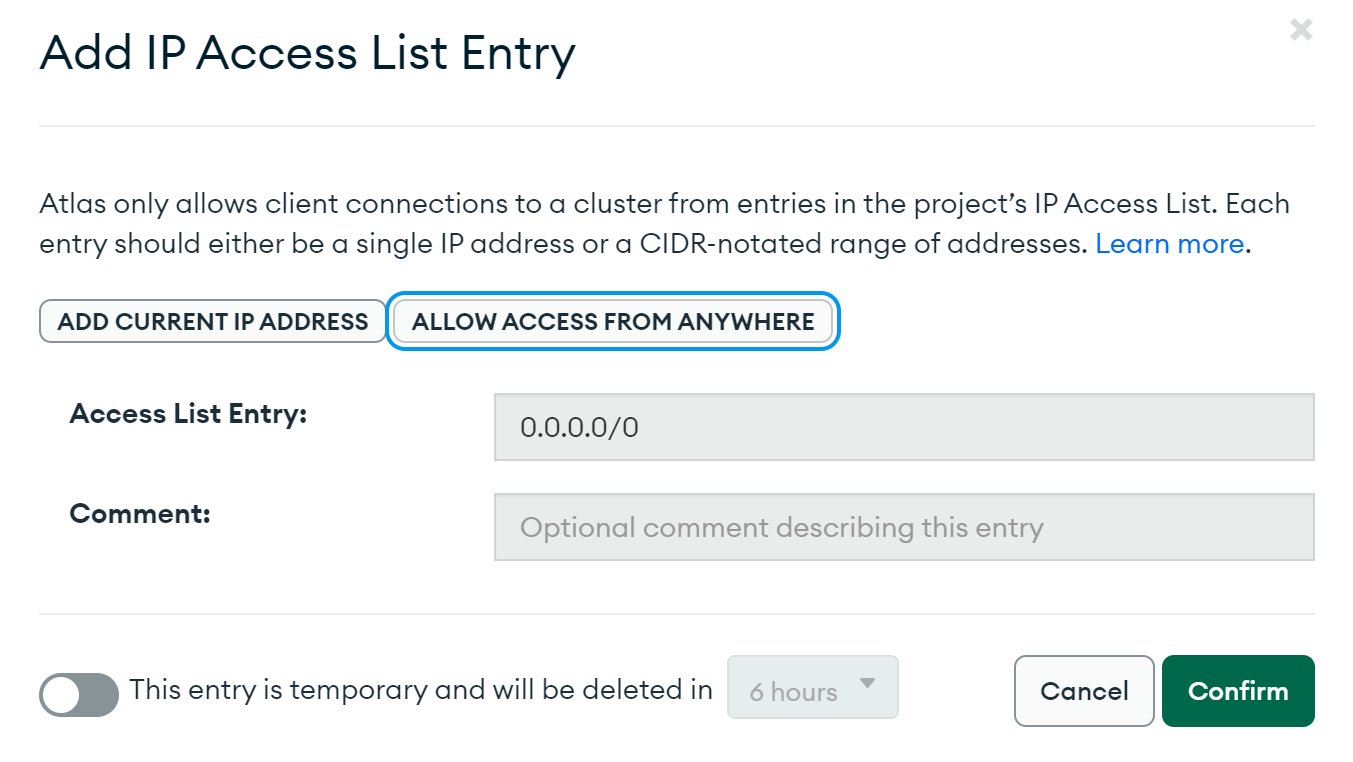 Add IP Access List Entry
Atlas only allows client connections to a cluster from entries in the project’s IP Access List. Each
entry should either be a single IP address or a CIDR-notated range of addresses. Learn more.
ADD CURRENT IP ADDRESS ALLOW ACCESS FROM ANYWHERE
Access List Entry: 0.0.0.0/0
Comment: Optional comment describing this entry
This entry is temporary and will be deleted in 6 hours Cancel Confirm